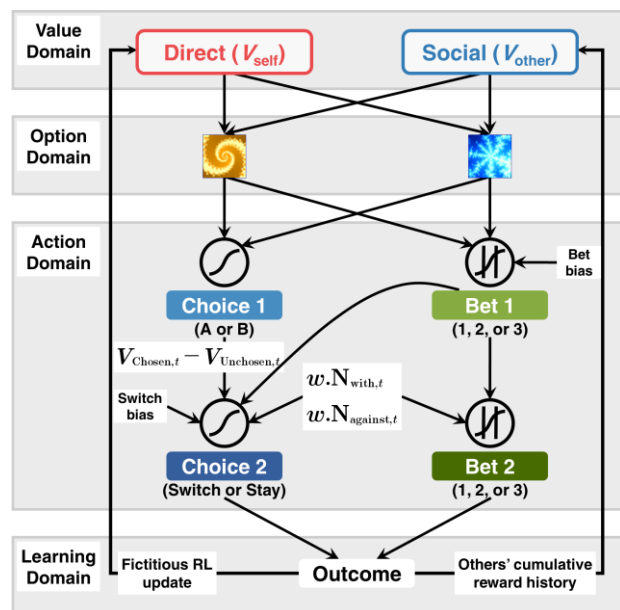 Value
Domain
Direct (Vself)
Social (Vother)
Option
Domain
Action
Domain
Bet
bias
Choice 1
(A or B)
Bet 1
(1, 2, or 3)
VChosen,t − VUnchosen,t
w.Nwith,t
w.Nagainst,t
Switch
bias
Choice 2
(Switch or Stay)
Bet 2
(1, 2, or 3)
Learning
Domain
Fictitious RL
update
Outcome
Others' cumulative
reward history